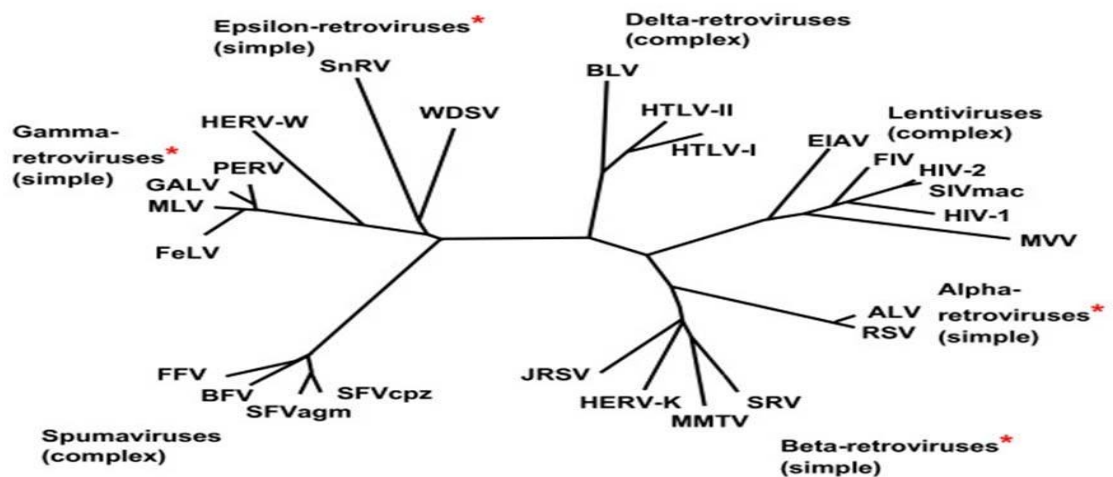 Epsilon-retroviruses*
(simple)
SnRV
WDSV
Delta-retroviruses
(complex)
BLV
HTLV-II
HTLV-I
Lentiviruses
(complex)
EIAV
FIV
HIV-2
SIVmac
HIV-1
MVV
Gamma-
retroviruses*
(simple)
HERV-W
PERV
GALV
MLV
FeLV
Alpha-
retroviruses*
(simple)
ALV
RSV
FFV
BFV
SFVagm
SFVcpz
Spumaviruses
(complex)
JRSV
HERV-K
MMTV
SRV
Beta-retroviruses*
(simple)